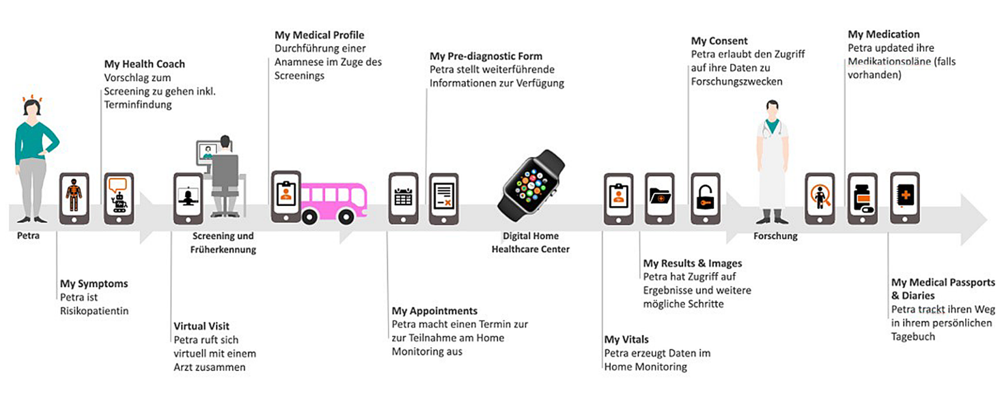 My Health Coach
Vorschlag zum
Screening zu gehen inkl.
Terminfindung
My Medical Profile
Durchführung einer
Anamnese im Zuge des
Screenings
My Pre-diagnostic Form
Petra stellt weiterführende
Informationen zur Verfügung
My Consent
Petra erlaubt den Zugriff
auf ihre Daten zu
Forschungszwecken
My Medication
Petra updated ihre
Medikationspläne (falls
vorhanden)
Petra
Screening und
Früherkennung
Digital Home
Healthcare Center
Forschung
My Symptoms
Petra ist
Risikopatientin
Virtual Visit
Petra ruft sich
virtuell mit einem
Arzt zusammen
My Appointments
Petra macht einen Termin zur
zur Teilnahme am Home
Monitoring aus
My Vitals
Petra erzeugt Daten im
Home Monitoring
My Results & Images
Petra hat Zugriff auf
Ergebnisse und weitere
mögliche Schritte
My Medical Passports
& Diaries
Petra trackt ihren Weg
in ihrem persönlichen
Tagebuch